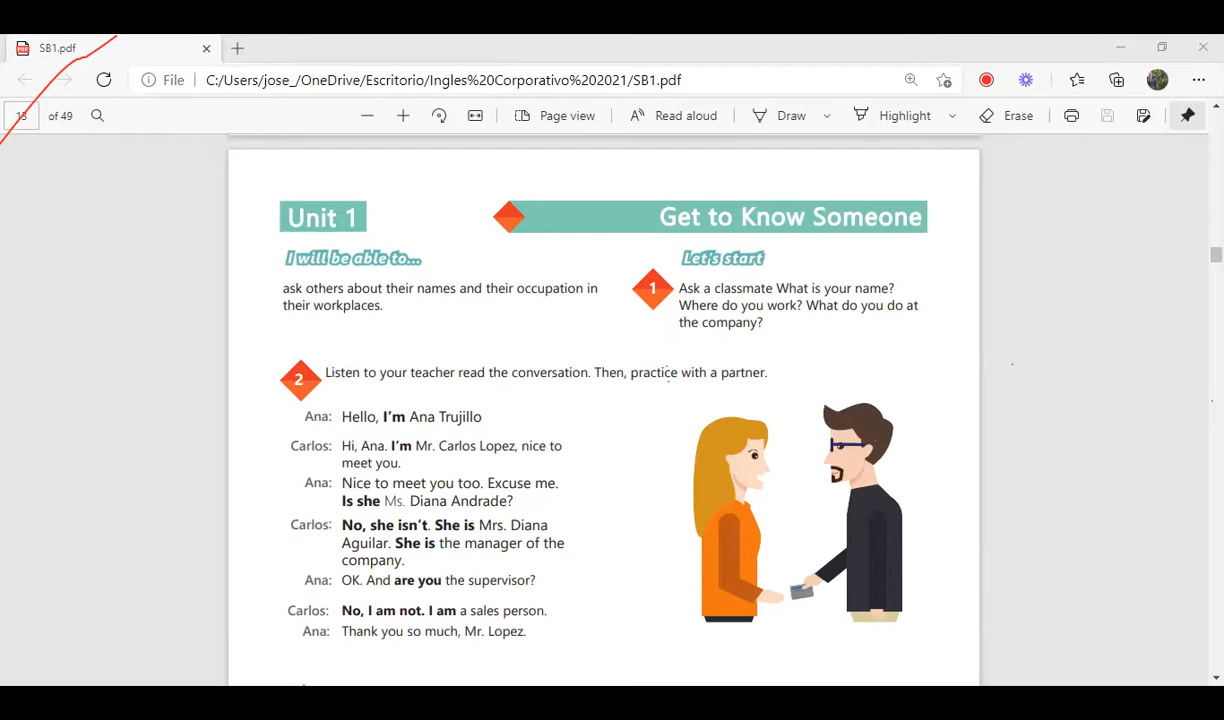 SB1.pdf
File C:/Users/jose_/OneDrive/Escritorio/Ingles%20Corporativo%202021/SB1.pdf
13 of 49 Page view Read aloud Draw Highlight Erase
Unit 1 Get to Know Someone
I will be able to...
ask others about their names and their occupation in
their workplaces.
Let's start
1 Ask a classmate What is your name?
Where do you work? What do you do at
the company?
2 Listen to your teacher read the conversation. Then, practice with a partner.
Ana: Hello, I'm Ana Trujillo
Carlos: Hi, Ana. I'm Mr. Carlos Lopez, nice to
meet you.
Ana: Nice to meet you too. Excuse me.
Is she Ms. Diana Andrade?
Carlos: No, she isn't. She is Mrs. Diana
Aguilar. She is the manager of the
company.
Ana: OK. And are you the supervisor?
Carlos: No, I am not. I am a sales person.
Ana: Thank you so much, Mr. Lopez.